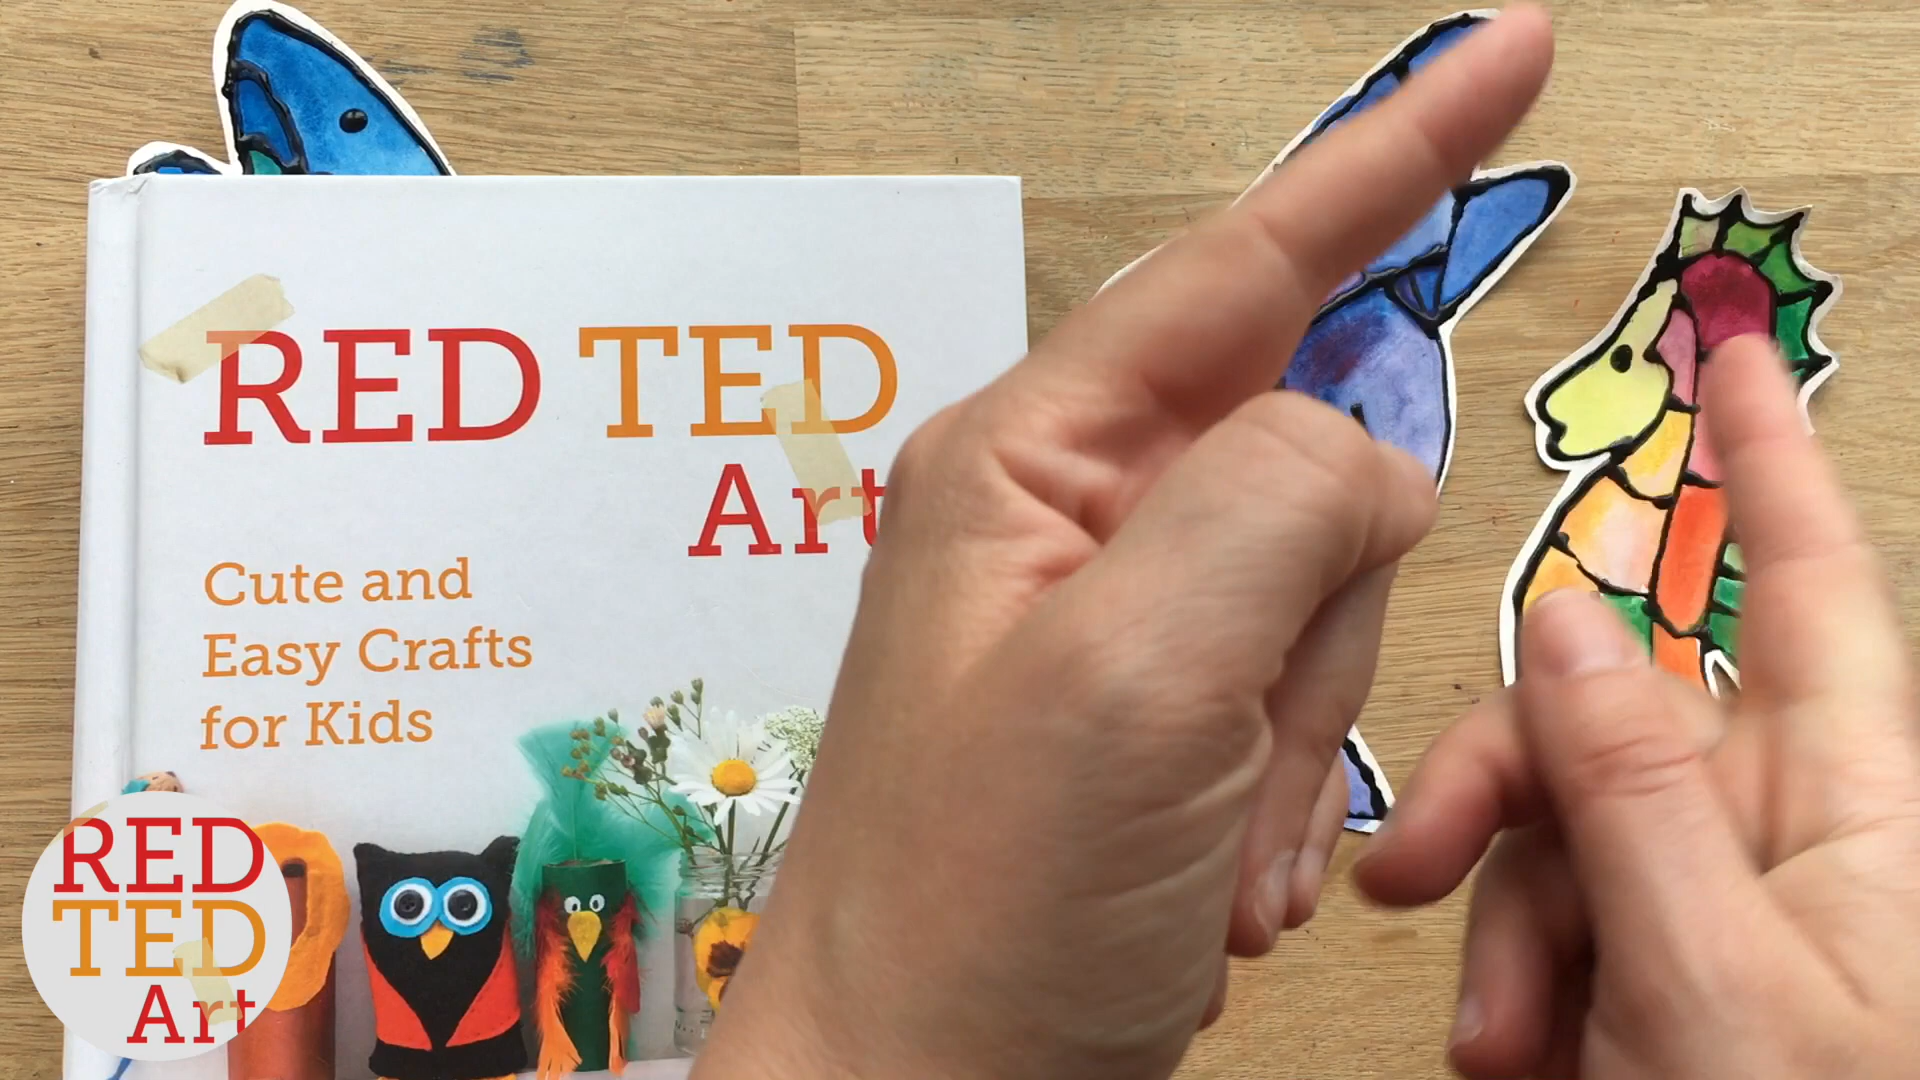 RED TED
Art
Cute and
Easy Crafts
for Kids
RED
TED
Art